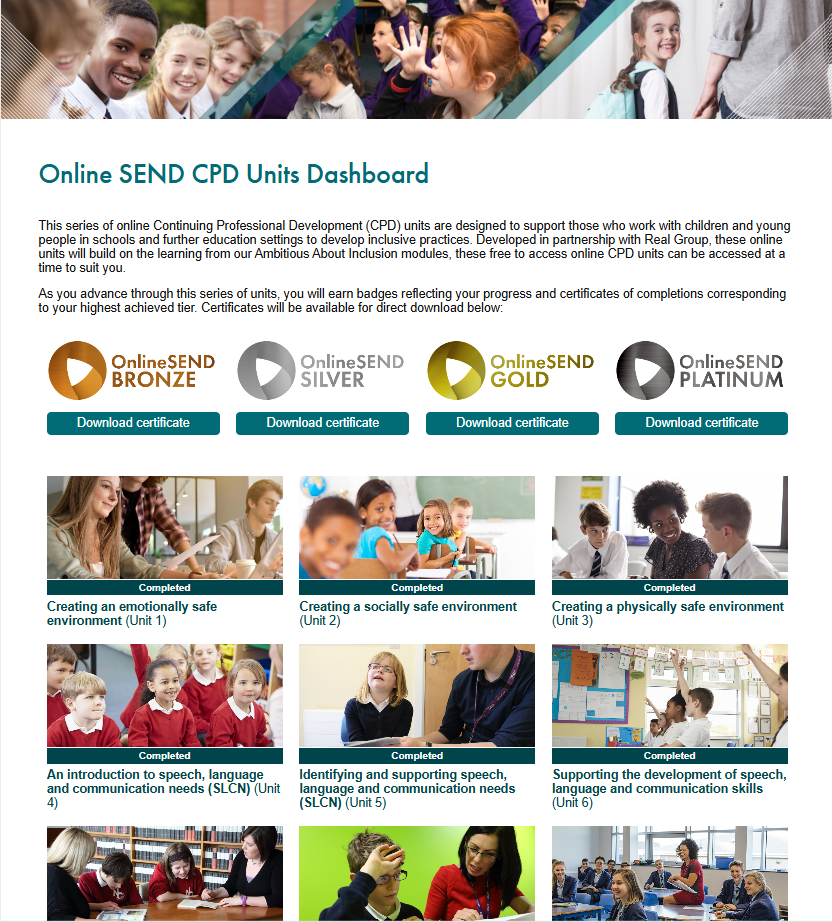 Online SEND CPD Units Dashboard
This series of online Continuing Professional Development (CPD) units are designed to support those who work with children and young
people in schools and further education settings to develop inclusive practices. Developed in partnership with Real Group, these online
units will build on the learning from our Ambitious About Inclusion modules, these free to access online CPD units can be accessed at a
time to suit you.
As you advance through this series of units, you will earn badges reflecting your progress and certificates of completions corresponding
to your highest achieved tier. Certificates will be available for direct download below:
OnlineSEND
BRONZE
OnlineSEND
SILVER
OnlineSEND
GOLD
OnlineSEND
PLATINUM
Download certificate
Download certificate
Download certificate
Download certificate
Completed
Creating an emotionally safe
environment (Unit 1)
Completed
Creating a socially safe environment
(Unit 2)
Completed
Creating a physically safe environment
(Unit 3)
Completed
An introduction to speech, language
and communication needs (SLCN) (Unit
4)
Completed
Identifying and supporting speech,
language and communication needs
(SLCN) (Unit 5)
Completed
Supporting the development of speech,
language and communication skills
(Unit 6)